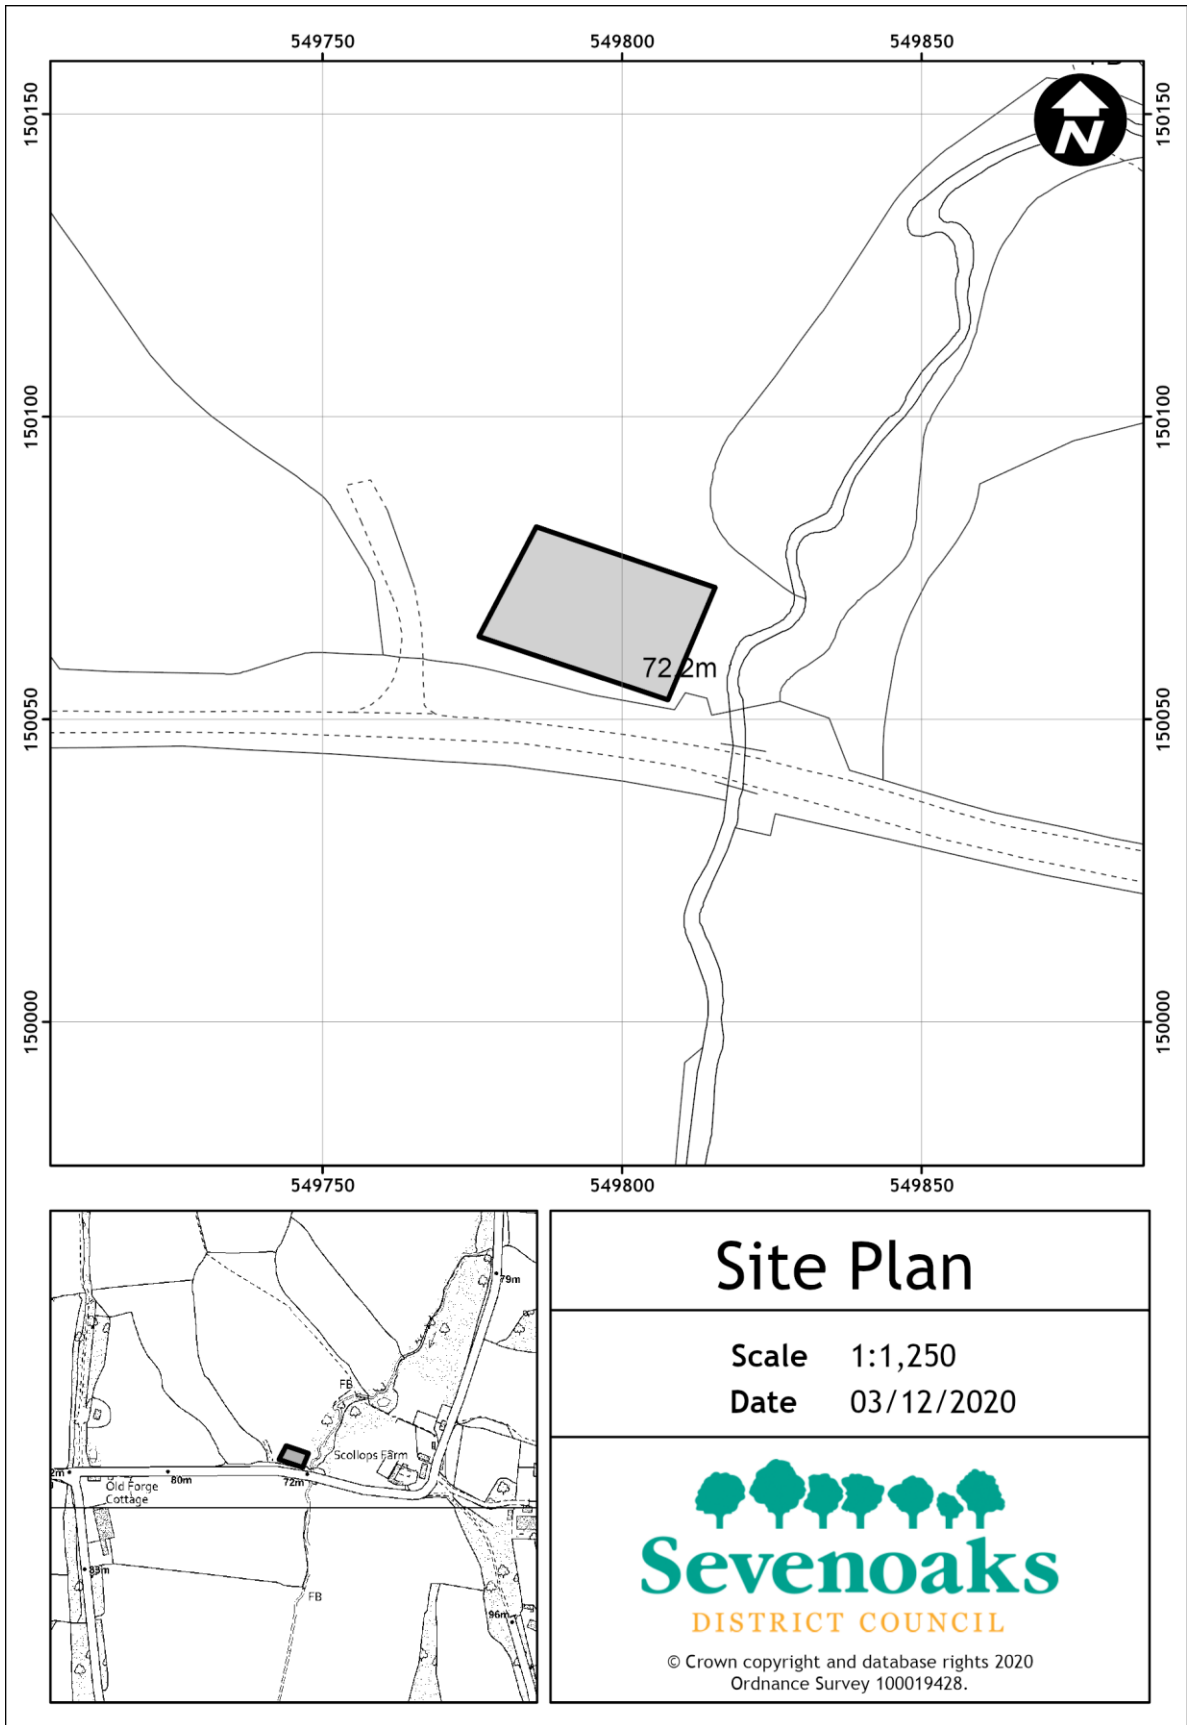 549750 549800 549850
150150 150150
150100 150100
72.2m
150050 150050
150000 150000
549750 549800 549850
79m
FB
Scollops Farm
80m
72m
Old Forge
Cottage
FB
96m
Site Plan
Scale 1:1,250
Date 03/12/2020
Sevenoaks
DISTRICT COUNCIL
© Crown copyright and database rights 2020
Ordnance Survey 100019428.
N